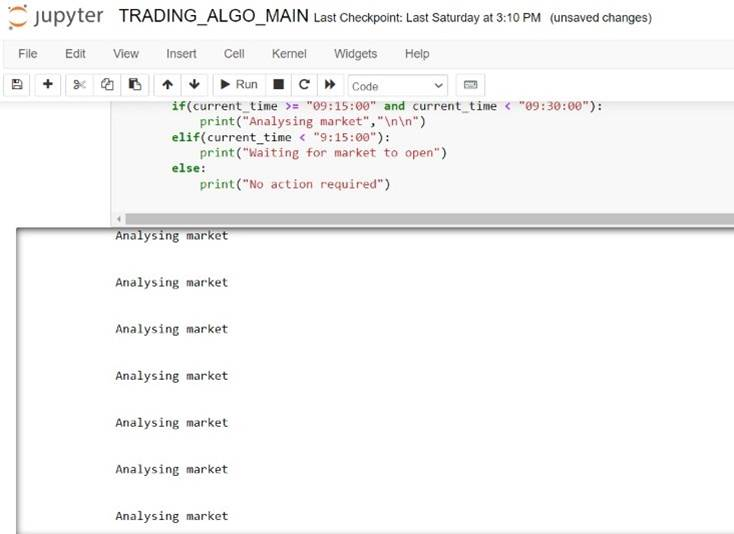 jupyter TRADING_ALGO_MAIN Last Checkpoint: Last Saturday at 3:10 PM (unsaved changes)
File Edit View Insert Cell Kernel Widgets Help
Run Code
if(current_time >= "09:15:00" and current_time < "09:30:00"):
print("Analysing market","\n\n")
elif(current_time < "9:15:00"):
print("Waiting for market to open")
else:
print("No action required")
Analysing market
Analysing market
Analysing market
Analysing market
Analysing market
Analysing market
Analysing market